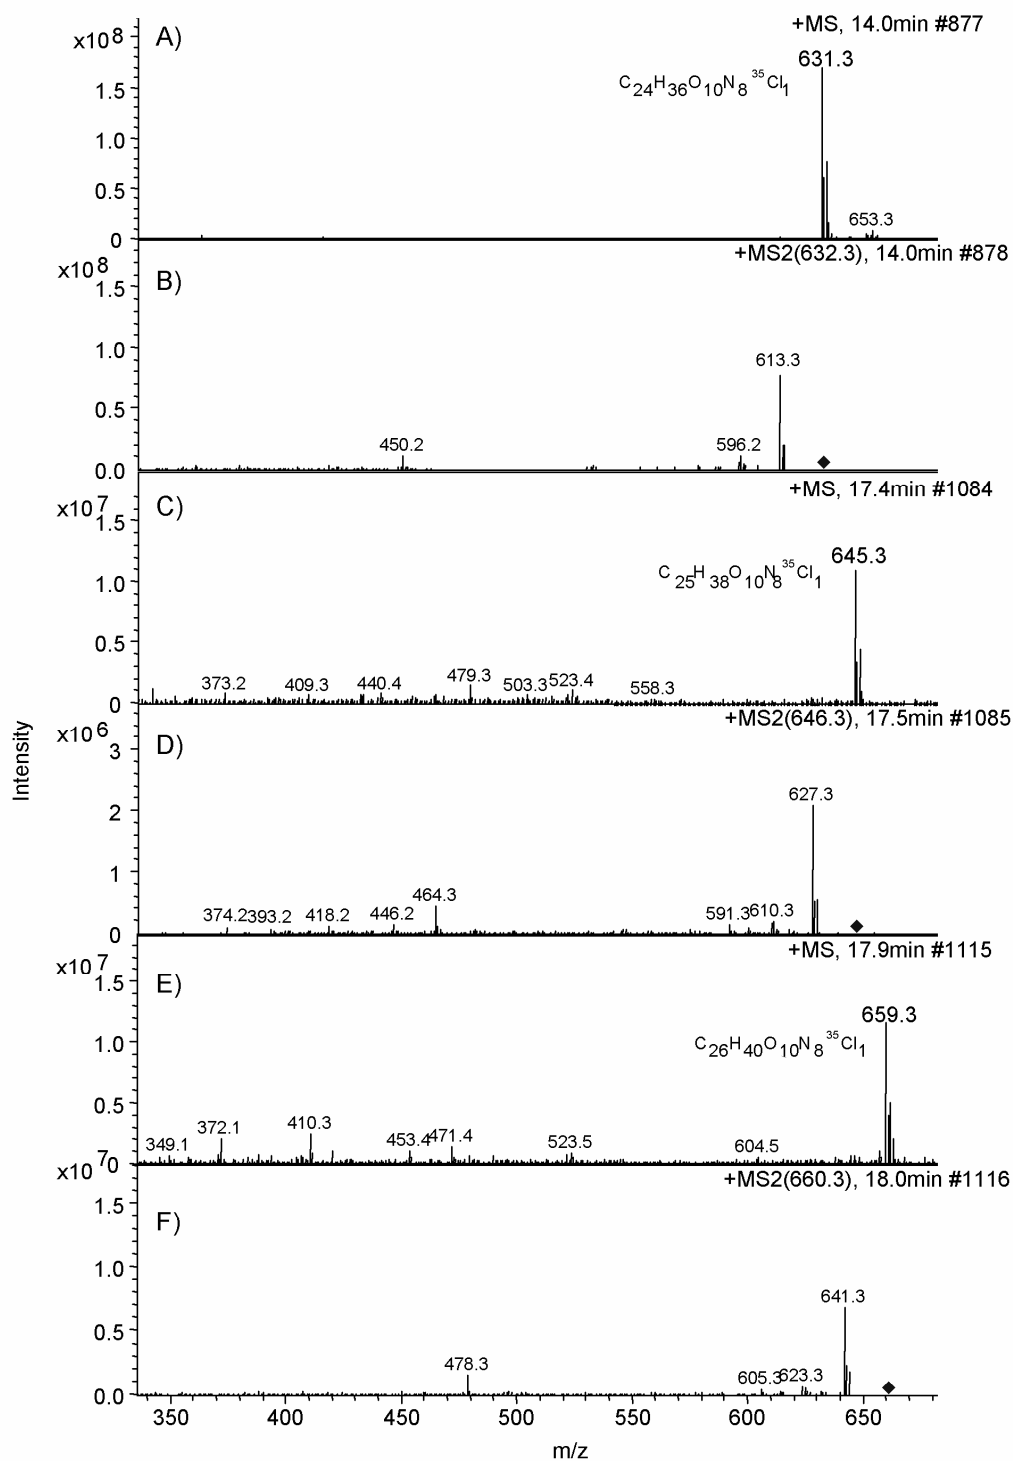 +MS, 14.0min #877
x10⁸
A)
631.3
C₂₄H₃₆O₁₀N₈³⁵Cl₁
1.5
1.0
0.5
653.3
0
+MS2(632.3), 14.0min #878
x10⁸
B)
1.5
1.0
613.3
0.5
450.2
596.2
0.0
+MS, 17.4min #1084
x10⁷
C)
1.5
645.3
C₂₅H₃₈O₁₀N₈³⁵Cl₁
1.0
0.5
373.2
409.3
440.4
479.3
503.3
523.4
558.3
0
+MS2(646.3), 17.5min #1085
x10⁶
D)
3
627.3
2
1
464.3
374.2
393.2
418.2
446.2
591.3
610.3
0
+MS, 17.9min #1115
x10⁷
E)
1.5
659.3
C₂₆H₄₀O₁₀N₈³⁵Cl₁
1.0
0.5
349.1
372.1
410.3
453.4
471.4
523.5
604.5
0
+MS2(660.3), 18.0min #1116
x10⁷
F)
1.5
1.0
641.3
0.5
478.3
605.3
623.3
0.0
350 400 450 500 550 600 650
m/z
Intensity